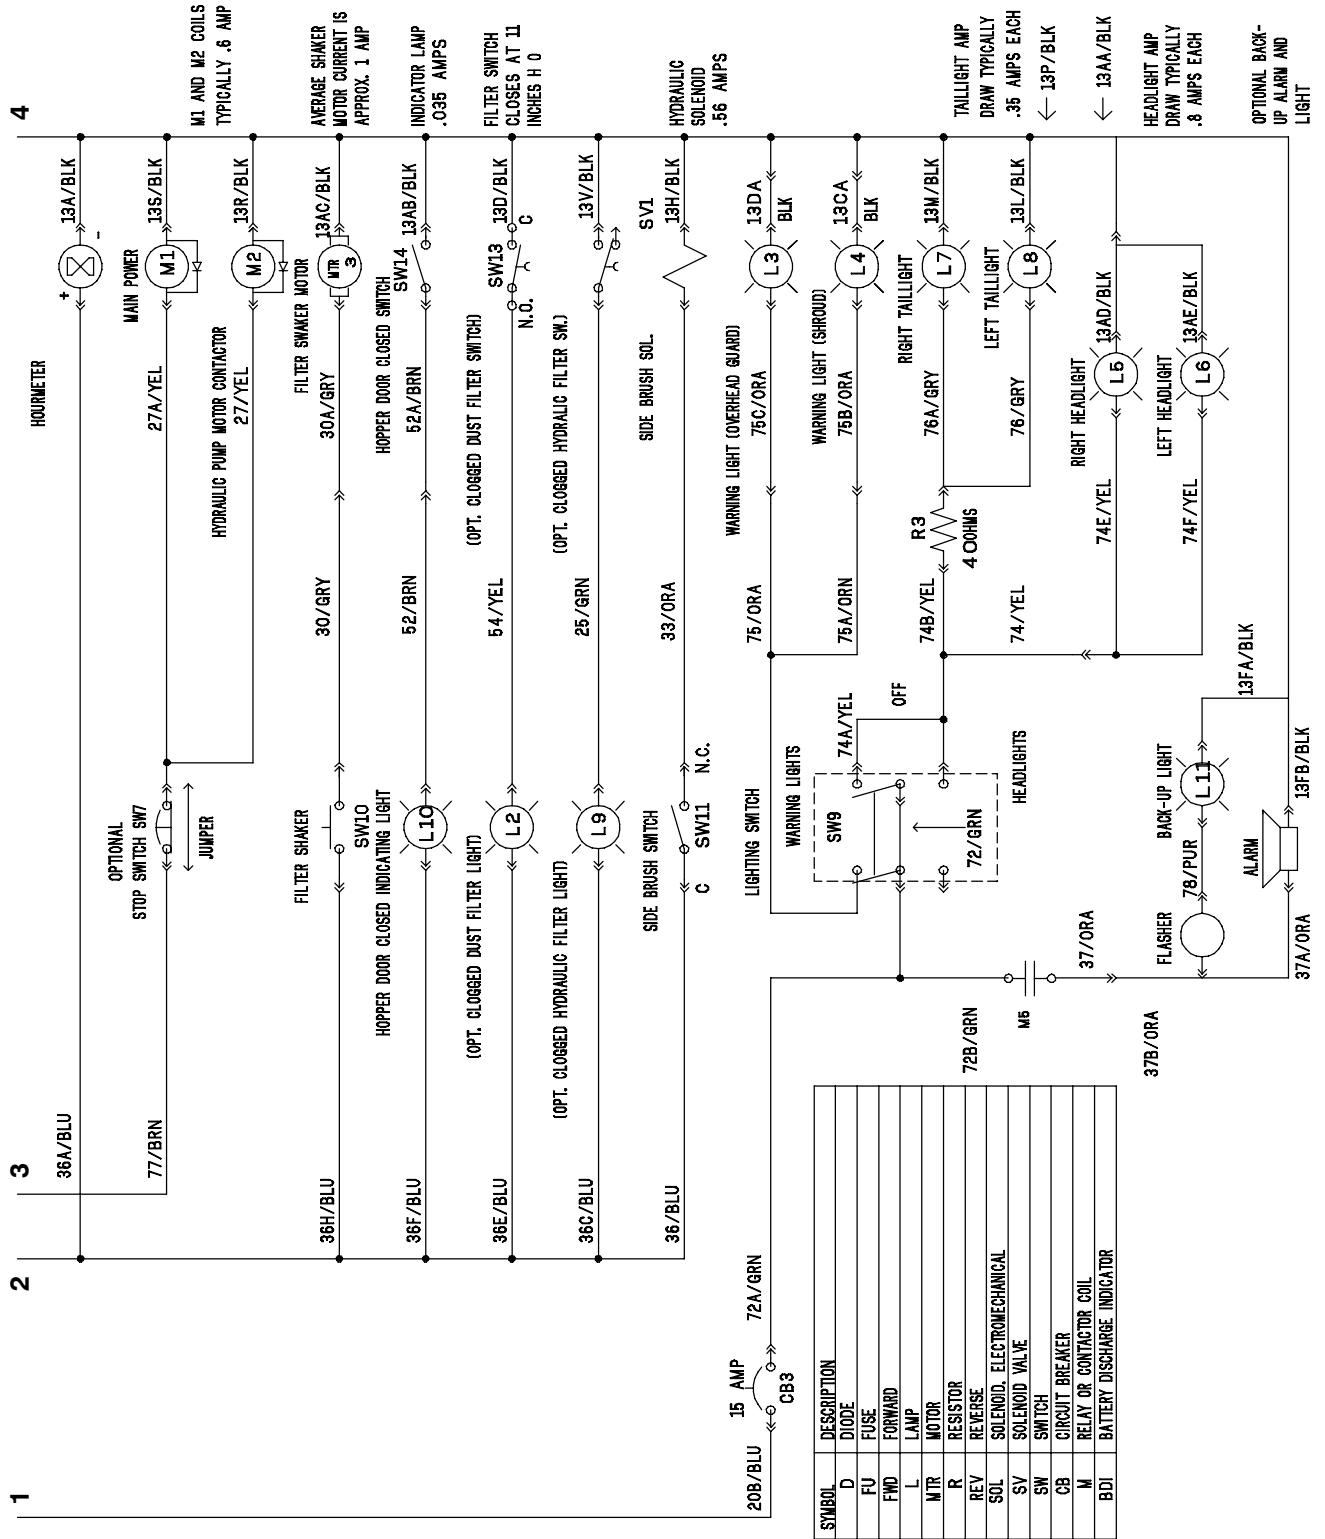 1
2
3
4
HOURMETER
36A/BLU
+
-
13A/BLK
MAIN POWER
OPTIONAL
STOP SWITCH SW7
JUMPER
77/BRN
27A/YEL
M1
13S/BLK
M1 AND M2 COILS
TYPICALLY .6 AMP
HYDRAULIC PUMP MOTOR CONTACTOR
27/YEL
M2
13R/BLK
FILTER SHAKER
SW10
36H/BLU
30/GRY
30A/GRY
FILTER SWAKER MOTOR
MTR
3
13AC/BLK
AVERAGE SHAKER
MOTOR CURRENT IS
APPROX. 1 AMP
HOPPER DOOR CLOSED INDICATING LIGHT
36F/BLU
L10
52/BRN
52A/BRN
HOPPER DOOR CLOSED SWITCH
SW14
13AB/BLK
INDICATOR LAMP
.035 AMPS
(OPT. CLOGGED DUST FILTER LIGHT)
36E/BLU
L2
54/YEL
(OPT. CLOGGED DUST FILTER SWITCH)
N.O.
SW13
C
13D/BLK
FILTER SWITCH
CLOSES AT 11
INCHES H O
(OPT. CLOGGED HYDRAULIC FILTER LIGHT)
36C/BLU
L9
25/GRN
(OPT. CLOGGED HYDRALIC FILTER SW.)
13V/BLK
SIDE BRUSH SWITCH
36/BLU
C
SW11
N.C.
33/ORA
SIDE BRUSH SOL.
SV1
13H/BLK
HYDRAULIC
SOLENOID
.56 AMPS
20B/BLU
15 AMP
CB3
72A/GRN
LIGHTING SWITCH
WARNING LIGHTS
SW9
72/GRN
HEADLIGHTS
OFF
74A/YEL
75/ORA
WARNING LIGHT (OVERHEAD GUARD)
75C/ORA
L3
13DA
BLK
75A/ORN
WARNING LIGHT (SHROUD)
75B/ORA
L4
13CA
BLK
74B/YEL
R3
40OHMS
76A/GRY
RIGHT TAILLIGHT
L7
13M/BLK
TAILLIGHT AMP
DRAW TYPICALLY
.35 AMPS EACH
74/YEL
76/GRY
LEFT TAILLIGHT
L8
13L/BLK
13P/BLK
13AA/BLK
74E/YEL
RIGHT HEADLIGHT
L5
13AD/BLK
HEADLIGHT AMP
DRAW TYPICALLY
.8 AMPS EACH
74F/YEL
LEFT HEADLIGHT
L6
13AE/BLK
72B/GRN
M5
37/ORA
37B/ORA
FLASHER
78/PUR
BACK-UP LIGHT
L11
13FA/BLK
37A/ORA
ALARM
13FB/BLK
OPTIONAL BACK-
UP ALARM AND
LIGHT
SYMBOL DESCRIPTION
D DIODE
FU FUSE
FWD FORWARD
L LAMP
MTR MOTOR
R RESISTOR
REV REVERSE
SOL SOLENOID, ELECTROMECHANICAL
SV SOLENOID VALVE
SW SWITCH
CB CIRCUIT BREAKER
M RELAY OR CONTACTOR COIL
BDI BATTERY DISCHARGE INDICATOR